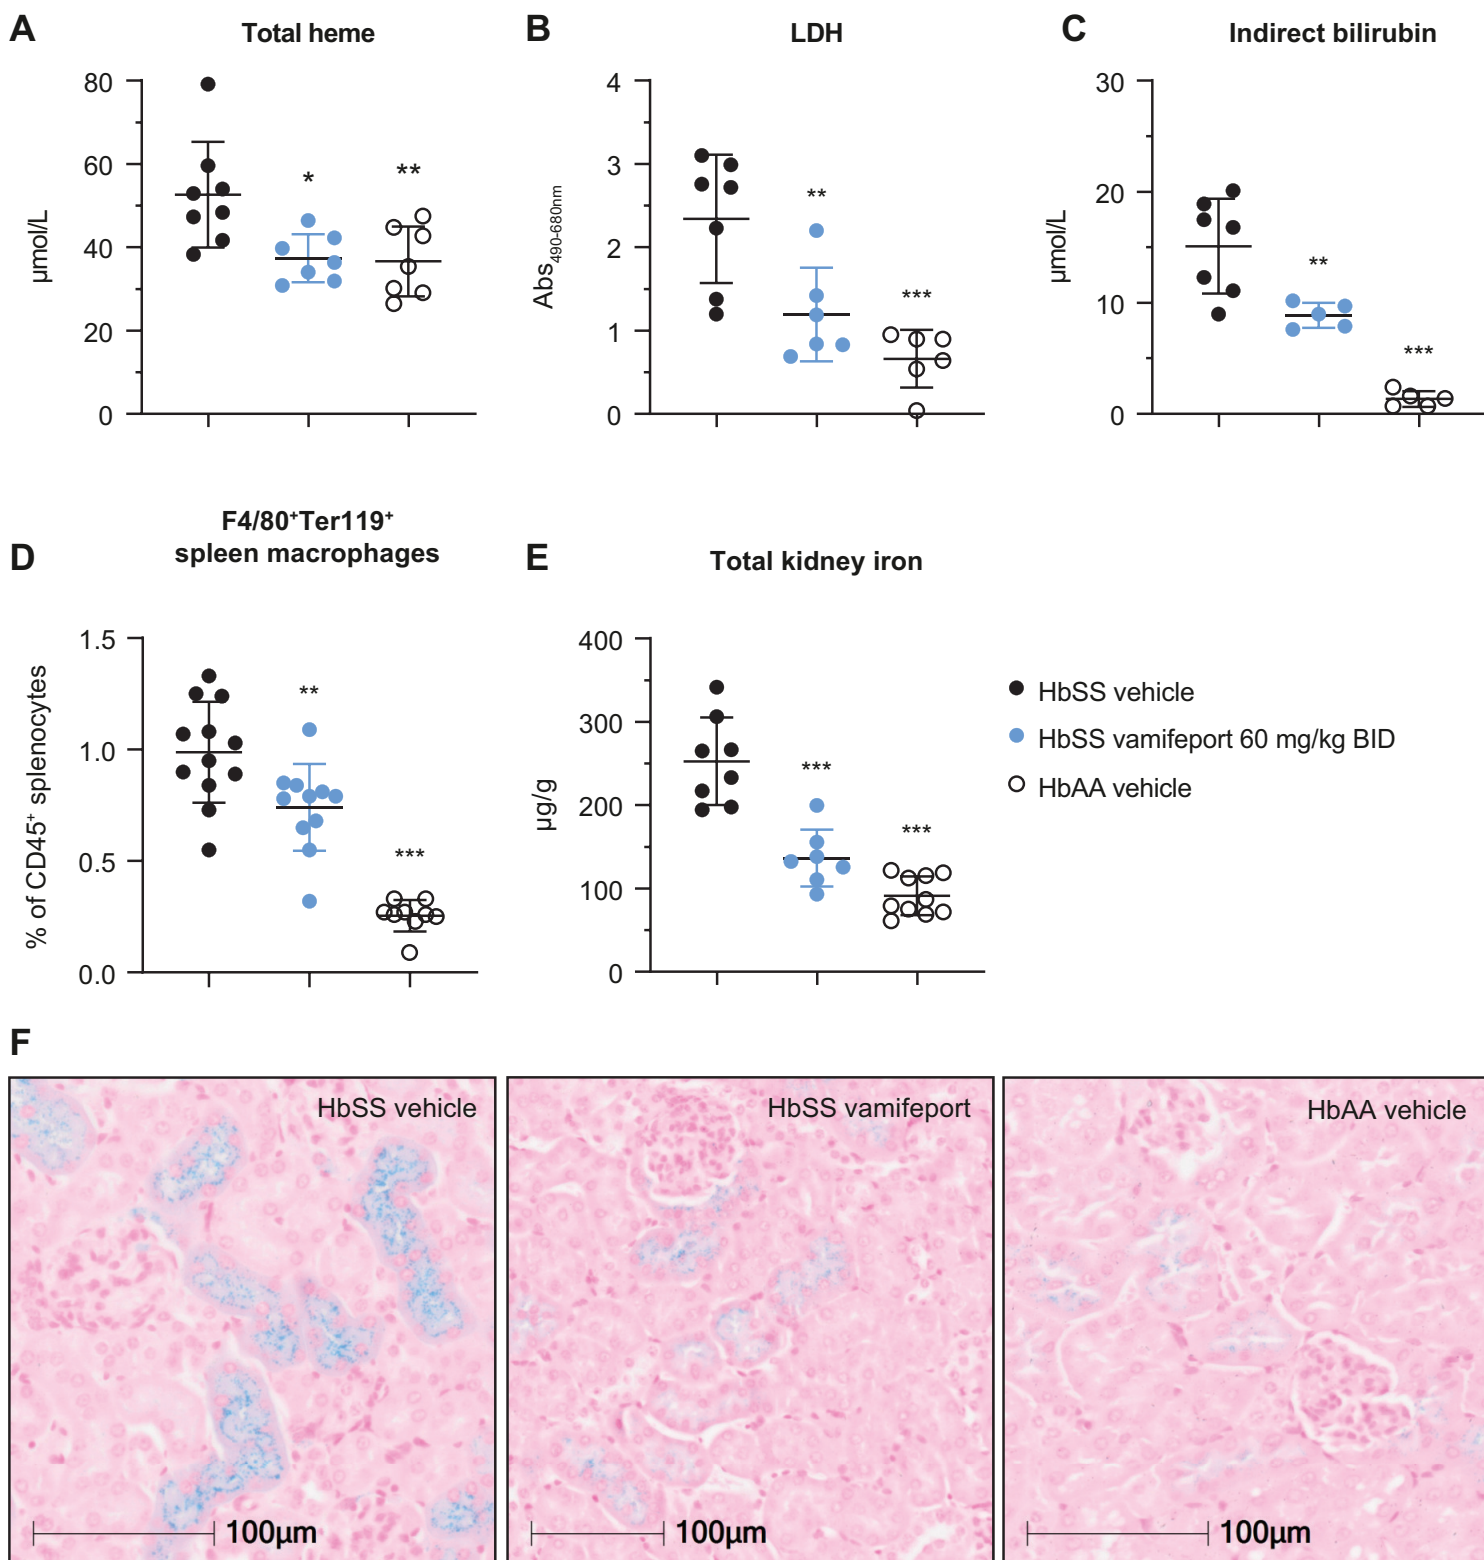 A
Total heme
80
60
40
20
0
µmol/L
*
**
B
LDH
4
3
2
1
0
Abs490-680nm
**
***
C
Indirect bilirubin
30
20
10
0
µmol/L
**
***
D
F4/80⁺Ter119⁺
spleen macrophages
1.5
1.0
0.5
0.0
% of CD45⁺ splenocytes
**
***
E
Total kidney iron
400
300
200
100
0
µg/g
***
***
HbSS vehicle
HbSS vamifeport 60 mg/kg BID
HbAA vehicle
F
HbSS vehicle
100µm
HbSS vamifeport
100µm
HbAA vehicle
100µm